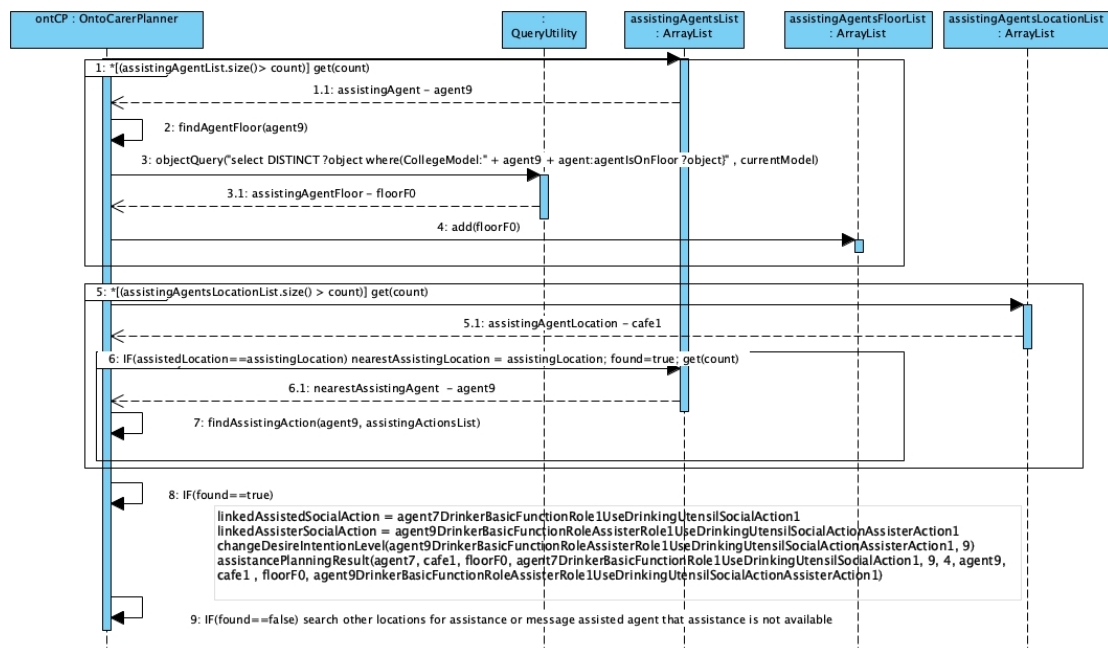 ontCP : OntoCarerPlanner
:
QueryUtility
assistingAgentsList
: ArrayList
assistingAgentsFloorList
: ArrayList
assistingAgentsLocationList
: ArrayList
1: *[(assistingAgentList.size()> count)] get(count)
1.1: assistingAgent - agent9
2: findAgentFloor(agent9)
3: objectQuery("select DISTINCT ?object where(CollegeModel:" + agent9 + agent:agentIsOnFloor ?object}" , currentModel)
3.1: assistingAgentFloor - floorF0
4: add(floorF0)
5: *[(assistingAgentsLocationList.size() > count)] get(count)
5.1: assistingAgentLocation - cafe1
6: IF(assistedLocation==assistingLocation) nearestAssistingLocation = assistingLocation; found=true; get(count)
6.1: nearestAssistingAgent - agent9
7: findAssistingAction(agent9, assistingActionsList)
8: IF(found==true)
linkedAssistedSocialAction = agent7DrinkerBasicFunctionRole1UseDrinkingUtensilSocialAction1
linkedAssisterSocialAction = agent9DrinkerBasicFunctionRoleAssisterRole1UseDrinkingUtensilSocialActionAssisterAction1
changeDesireIntentionLevel(agent9DrinkerBasicFunctionRoleAssisterRole1UseDrinkingUtensilSocialActionAssisterAction1, 9)
assistancePlanningResult(agent7, cafe1, floorF0, agent7DrinkerBasicFunctionRole1UseDrinkingUtensilSodialAction1, 9, 4, agent9,
cafe1 , floorF0, agent9DrinkerBasicFunctionRoleAssisterRole1UseDrinkingUtensilSocialActionAssisterAction1)
9: IF(found==false) search other locations for assistance or message assisted agent that assistance is not available